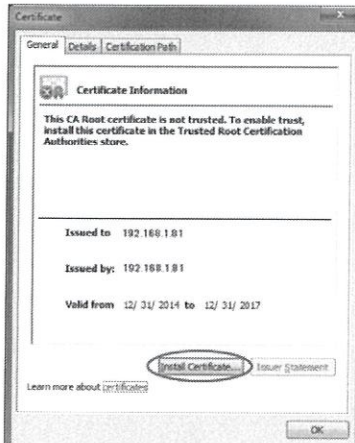 Certificate
General Details Certification Path
Certificate Information
This CA Root certificate is not trusted. To enable trust,
install this certificate in the Trusted Root Certification
Authorities store.
Issued to 192.168.1.81
Issued by: 192.168.1.81
Valid from 12/ 31/ 2014 to 12/ 31/ 2017
Install Certificate... Issuer Statement
Learn more about certificates
OK